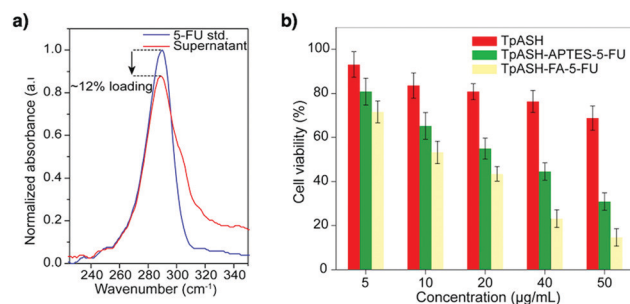 a)
5-FU std.
Supernatant
~12% loading
1.0
0.8
0.6
0.4
0.2
0.0
Normalized absorbance (a.u
240 260 280 300 320 340
Wavenumber (cm-1)
b)
TpASH
TpASH-APTES-5-FU
TpASH-FA-5-FU
100
80
60
40
20
0
Cell viability (%)
5 10 20 40 50
Concentration (µg/mL)